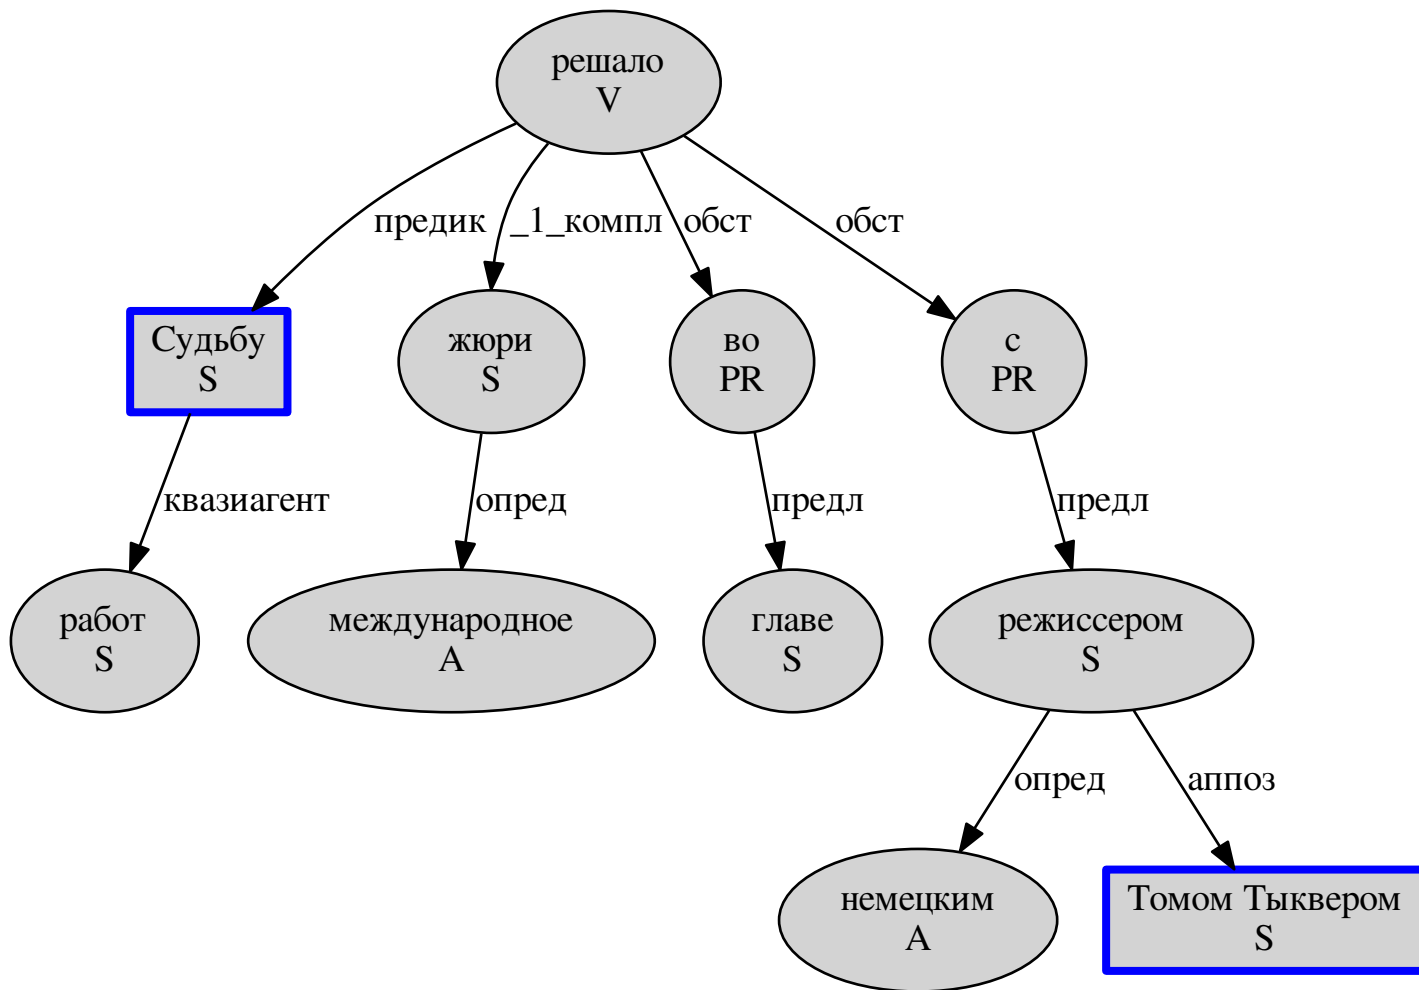 решало
V
предик
_1_компл
обст
обст
Судьбу
S
жюри
S
во
PR
с
PR
квазиагент
опред
предл
предл
работ
S
международное
A
главе
S
режиссером
S
опред
аппоз
немецким
A
Томом Тыквером
S